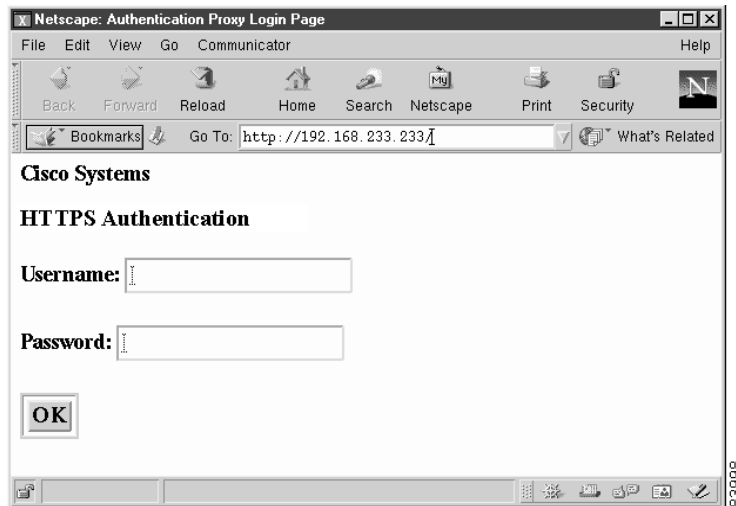 Netscape: Authentication Proxy Login Page
File Edit View Go Communicator Help
Back Forward Reload Home Search Netscape Print Security
My
N
Bookmarks Go To: http://192.168.233.233/ What's Related
Cisco Systems
HTTPS Authentication
Username:
Password:
OK